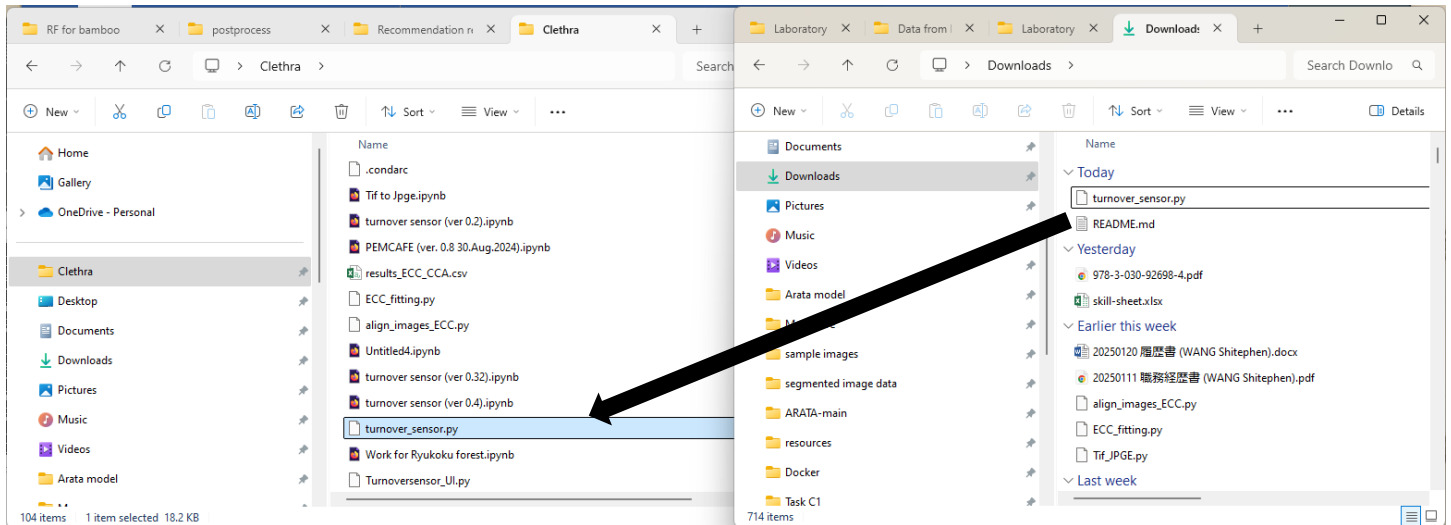 RF for bamboo
postprocess
Recommendation re
Clethra
Clethra
Search
New
Sort
View
Home
Gallery
OneDrive - Personal
Clethra
Desktop
Documents
Downloads
Pictures
Music
Videos
Arata model
Name
.condarc
Tif to Jpge.ipynb
turnover sensor (ver 0.2).ipynb
PEMCAFE (ver. 0.8 30.Aug.2024).ipynb
results_ECC_CCA.csv
ECC_fitting.py
align_images_ECC.py
Untitled4.ipynb
turnover sensor (ver 0.32).ipynb
turnover sensor (ver 0.4).ipynb
turnover_sensor.py
Work for Ryukoku forest.ipynb
Turnoversensor_UI.py
104 items 1 item selected 18.2 KB
Laboratory
Data from
Laboratory
Downloads
Downloads
Search Downlo
New
Sort
View
Details
Documents
Downloads
Pictures
Music
Videos
Arata model
sample images
segmented image data
ARATA-main
resources
Docker
Task C1
Name
Today
turnover_sensor.py
README.md
Yesterday
978-3-030-92698-4.pdf
skill-sheet.xlsx
Earlier this week
20250120 履歴書 (WANG Shitephen).docx
20250111 職務経歴書 (WANG Shitephen).pdf
align_images_ECC.py
ECC_fitting.py
Tif_JPGE.py
Last week
714 items